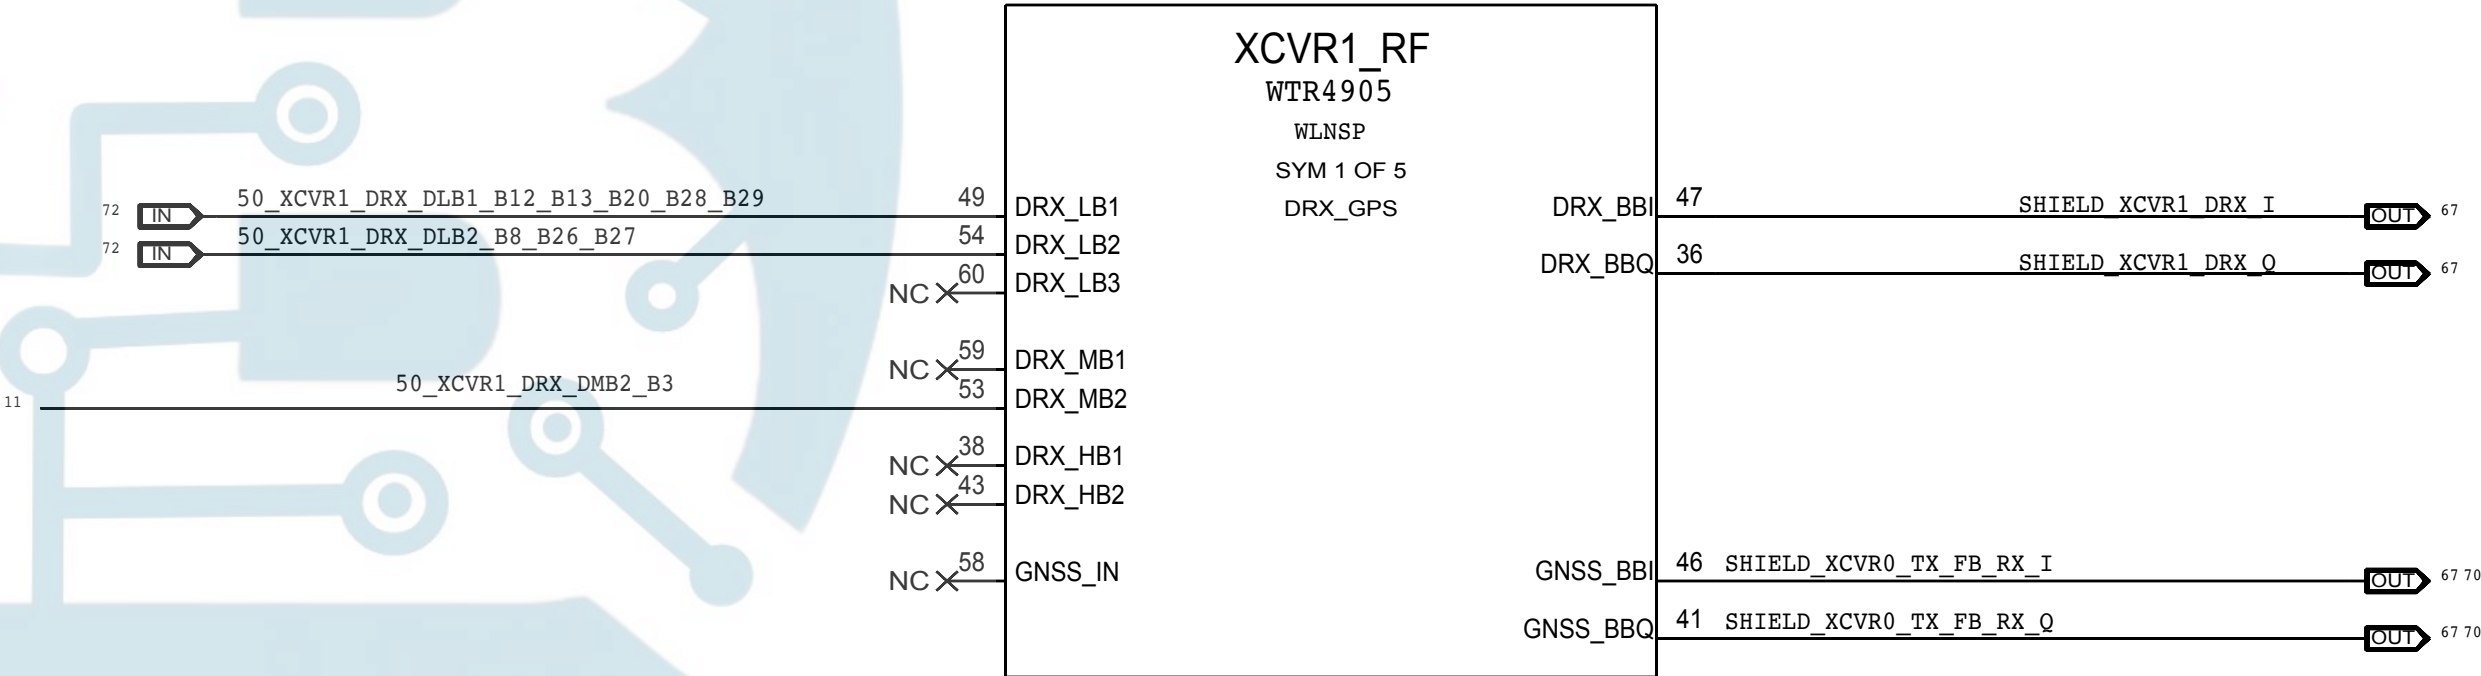 XCVR1_RF
WTR4905
WLNSP
SYM 1 OF 5
DRX_GPS
72 IN 50_XCVR1_DRX_DLB1_B12_B13_B20_B28_B29 49 DRX_LB1 DRX_BBI 47 SHIELD_XCVR1_DRX_I OUT 67
72 IN 50_XCVR1_DRX_DLB2_B8_B26_B27 54 DRX_LB2 DRX_BBQ 36 SHIELD_XCVR1_DRX_Q OUT 67
NC 60 DRX_LB3
NC 59 DRX_MB1
11 50_XCVR1_DRX_DMB2_B3 53 DRX_MB2
NC 38 DRX_HB1
NC 43 DRX_HB2
NC 58 GNSS_IN GNSS_BBI 46 SHIELD_XCVR0_TX_FB_RX_I OUT 67 70
GNSS_BBQ 41 SHIELD_XCVR0_TX_FB_RX_Q OUT 67 70